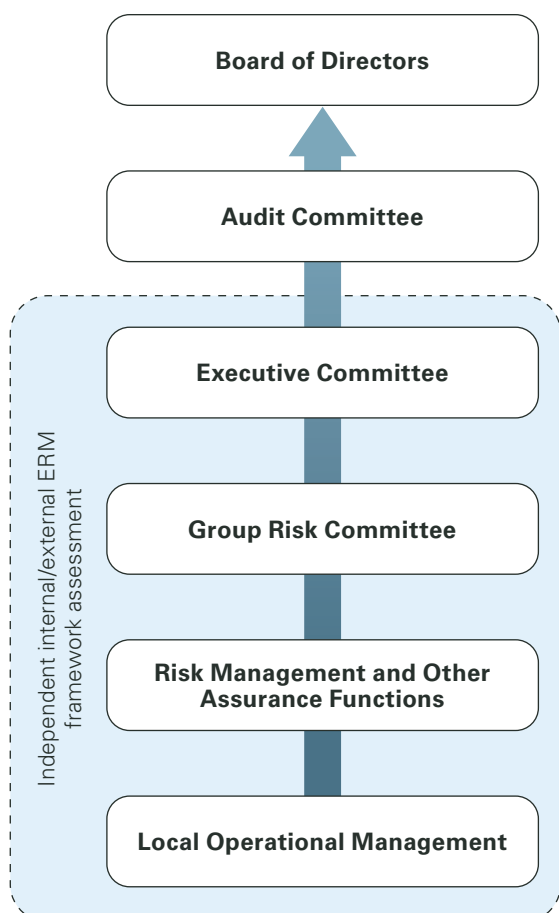 Board of Directors
Audit Committee
Executive Committee
Group Risk Committee
Risk Management and Other
Assurance Functions
Local Operational Management
Independent internal/external ERM
framework assessment